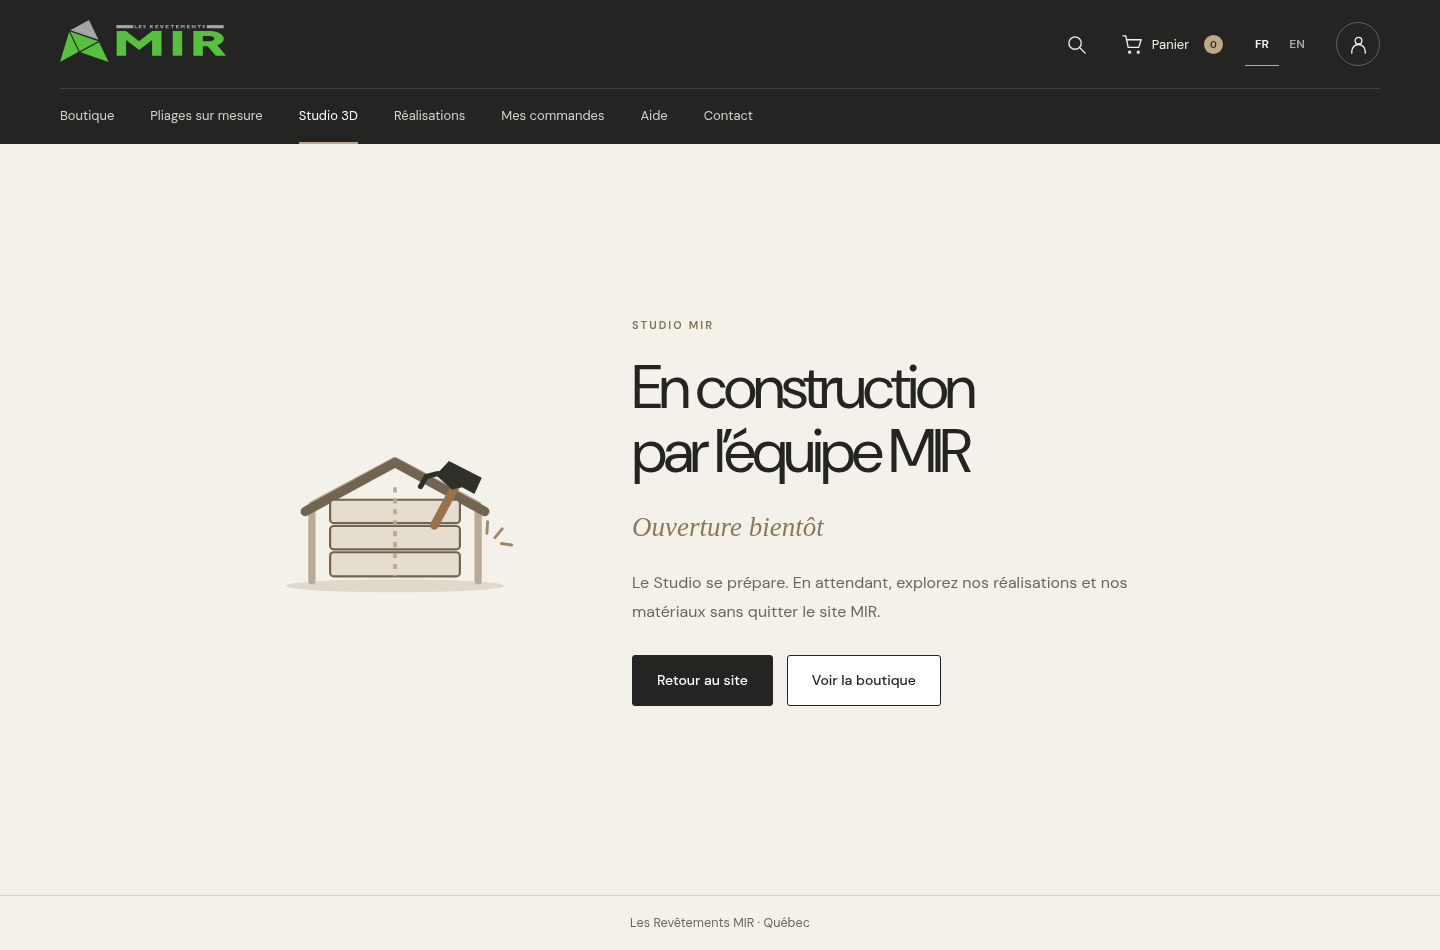 LES REVÊTEMENTS
MIR
Panier 0 FR EN
Boutique Pliages sur mesure Studio 3D Réalisations Mes commandes Aide Contact
STUDIO MIR
En construction
par l'équipe MIR
Ouverture bientôt
Le Studio se prépare. En attendant, explorez nos réalisations et nos
matériaux sans quitter le site MIR.
Retour au site Voir la boutique
Les Revêtements MIR · Québec